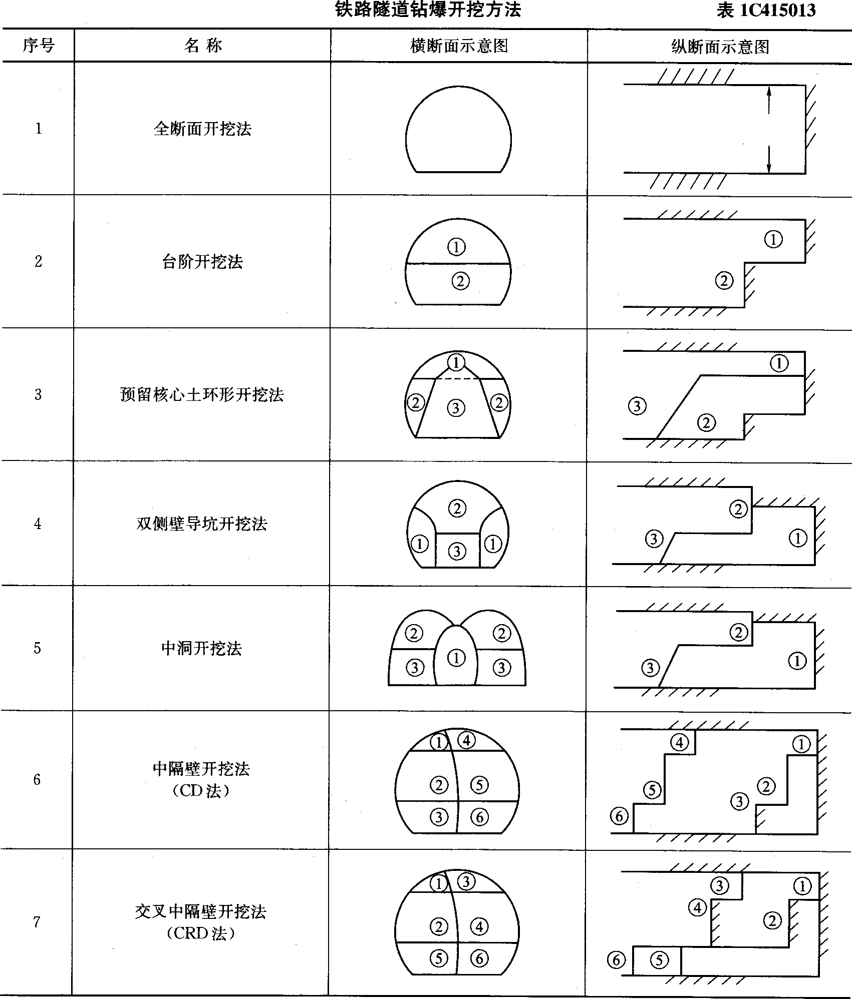 铁路隧道钻爆开挖方法 表 1C415013
序号 名 称 横断面示意图 纵断面示意图
1 全断面开挖法
2 台阶开挖法 ① ② ① ②
3 预留核心土环形开挖法 ① ② ③ ② ① ③ ②
4 双侧壁导坑开挖法 ② ① ③ ① ② ③ ①
5 中洞开挖法 ② ② ① ③ ③ ② ③ ①
6 中隔壁开挖法
（CD 法） ① ④ ② ⑤ ③ ⑥ ④ ① ⑤ ② ③ ⑥
7 交叉中隔壁开挖法
（CRD 法） ① ③ ② ④ ⑤ ⑥ ③ ① ④ ② ⑥ ⑤